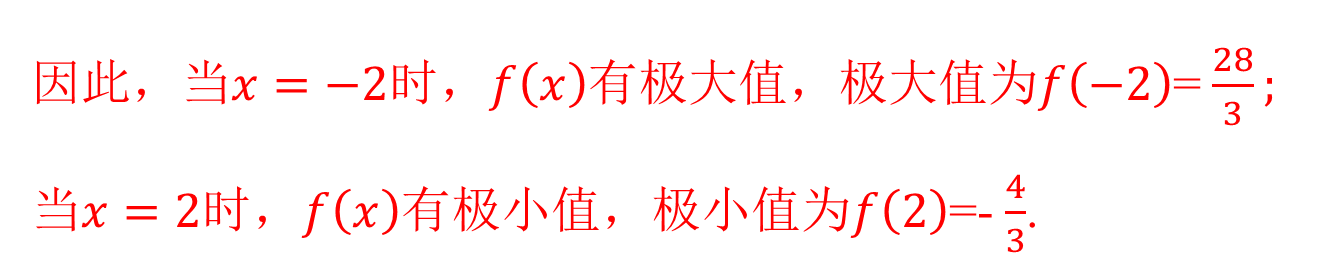 因此，当x = −2时，f(x)有极大值，极大值为f(−2)=28/3；
当x = 2时，f(x)有极小值，极小值为f(2)=-4/3.